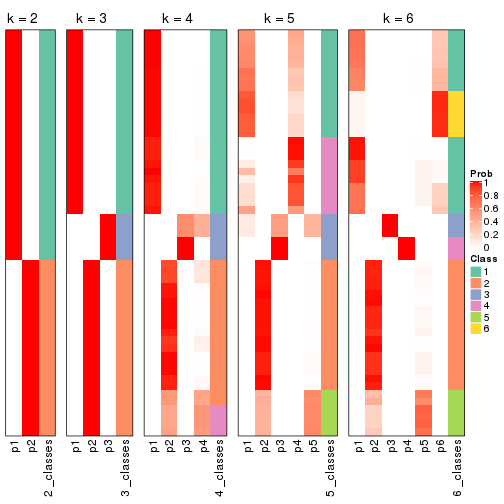 k = 2
k = 3
k = 4
k = 5
k = 6
Prob
1
0.8
0.6
0.4
0.2
0
Class
1
2
3
4
5
6
p1
p2
2_classes
p1
p2
p3
3_classes
p1
p2
p3
p4
4_classes
p1
p2
p3
p4
p5
5_classes
p1
p2
p3
p4
p5
p6
6_classes